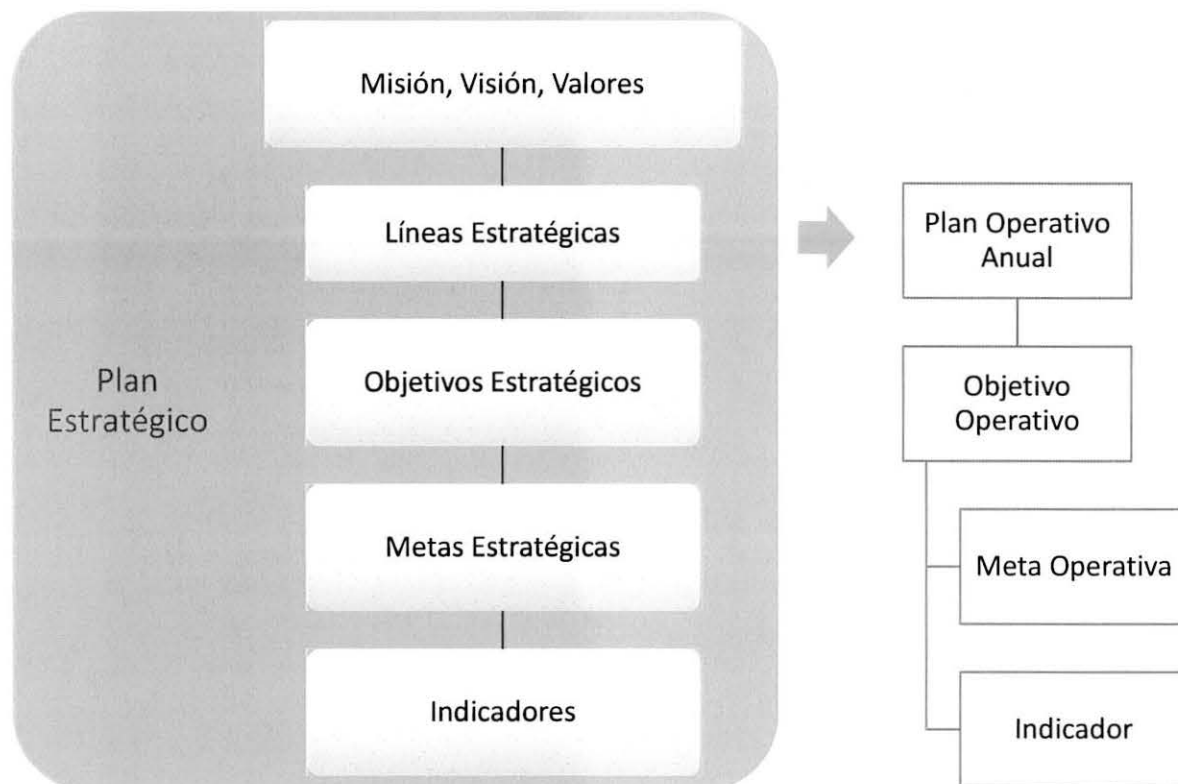 Misión, Visión, Valores
Líneas Estratégicas
Plan
Estratégico
Objetivos Estratégicos
Metas Estratégicas
Indicadores
Plan Operativo
Anual
Objetivo
Operativo
Meta Operativa
Indicador